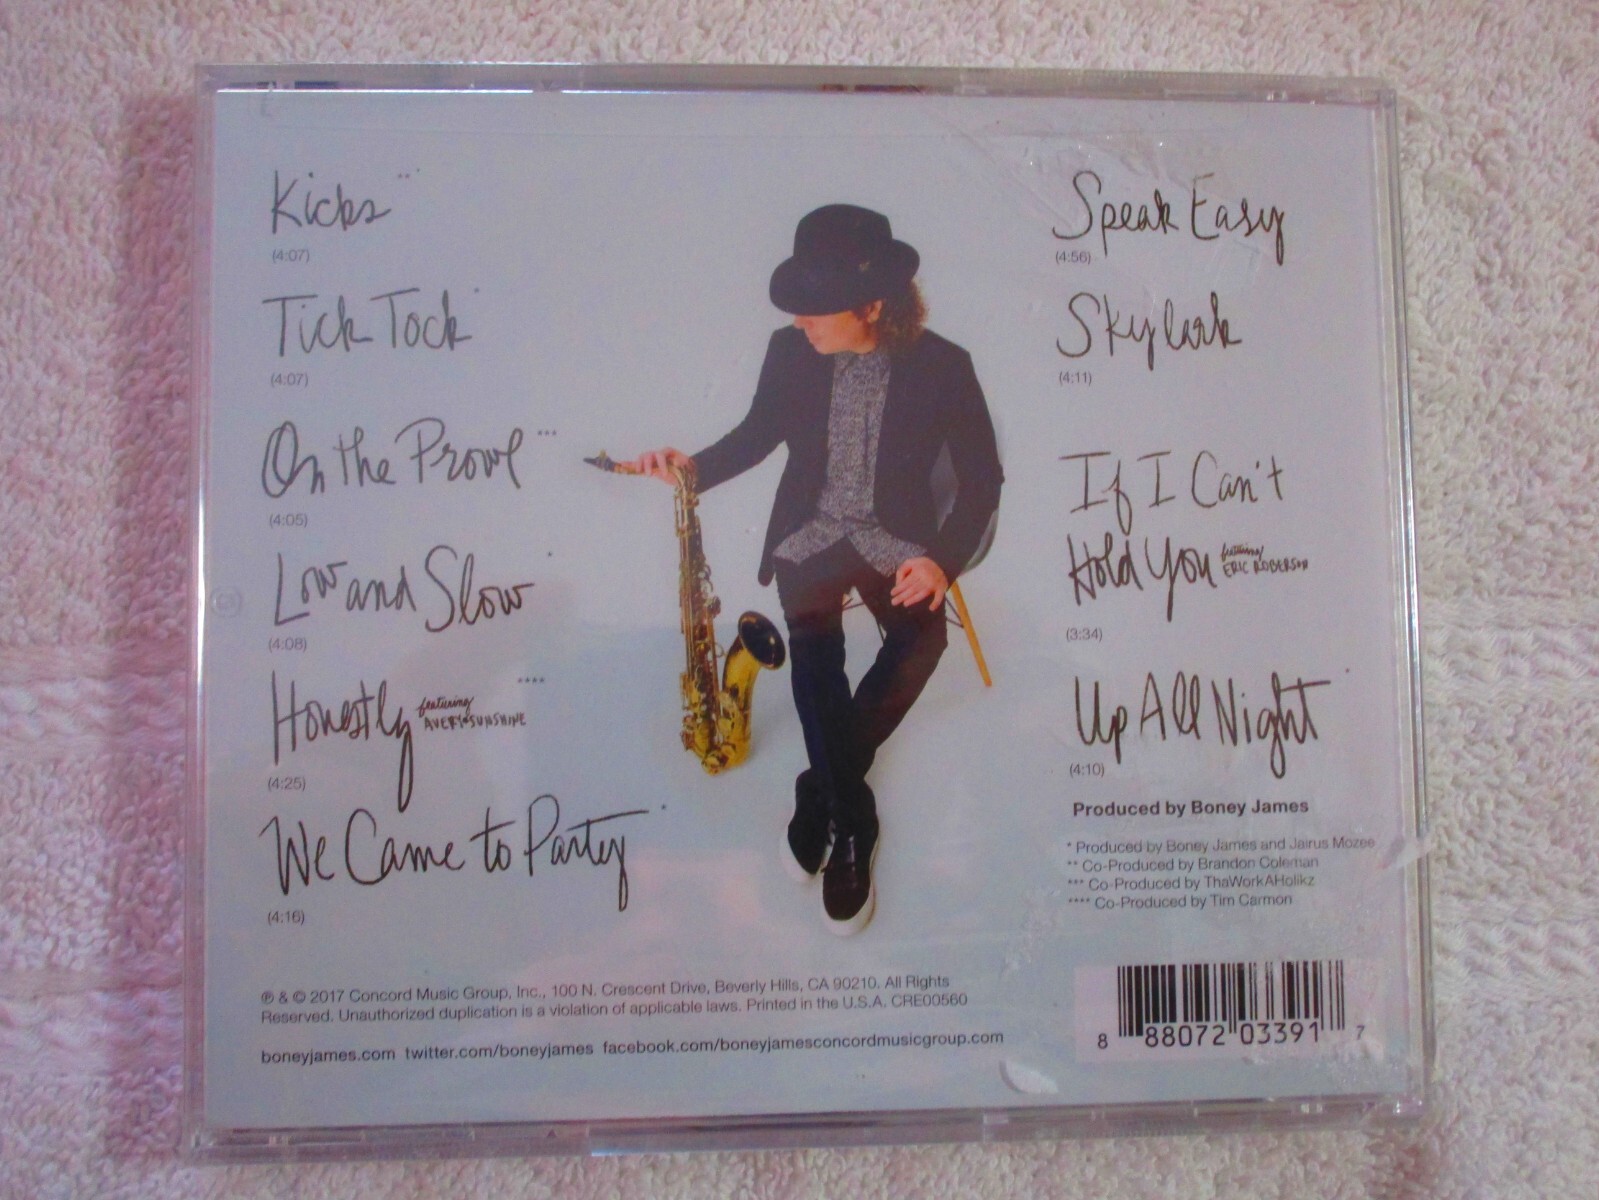 Kicks **
(4:07)
Tick Tock *
(4:07)
On the Prowl ***
(4:05)
Low and Slow *
(4:08)
Honestly featuring AVERY*SUNSHINE ****
(4:25)
We Came to Party *
(4:16)
Speak Easy
(4:56)
Skylark
(4:11)
If I Can't
Hold You featuring ERIC ROBERSON
(3:34)
Up All Night *
(4:10)
Produced by Boney James
* Produced by Boney James and Jairus Mozee
** Co-Produced by Brandon Coleman
*** Co-Produced by ThaWorkAHolikz
**** Co-Produced by Tim Carmon
℗ & © 2017 Concord Music Group, Inc., 100 N. Crescent Drive, Beverly Hills, CA 90210. All Rights
Reserved. Unauthorized duplication is a violation of applicable laws. Printed in the U.S.A. CRE00560
boneyjames.com twitter.com/boneyjames facebook.com/boneyjamesconcordmusicgroup.com
8 88072 03391 7